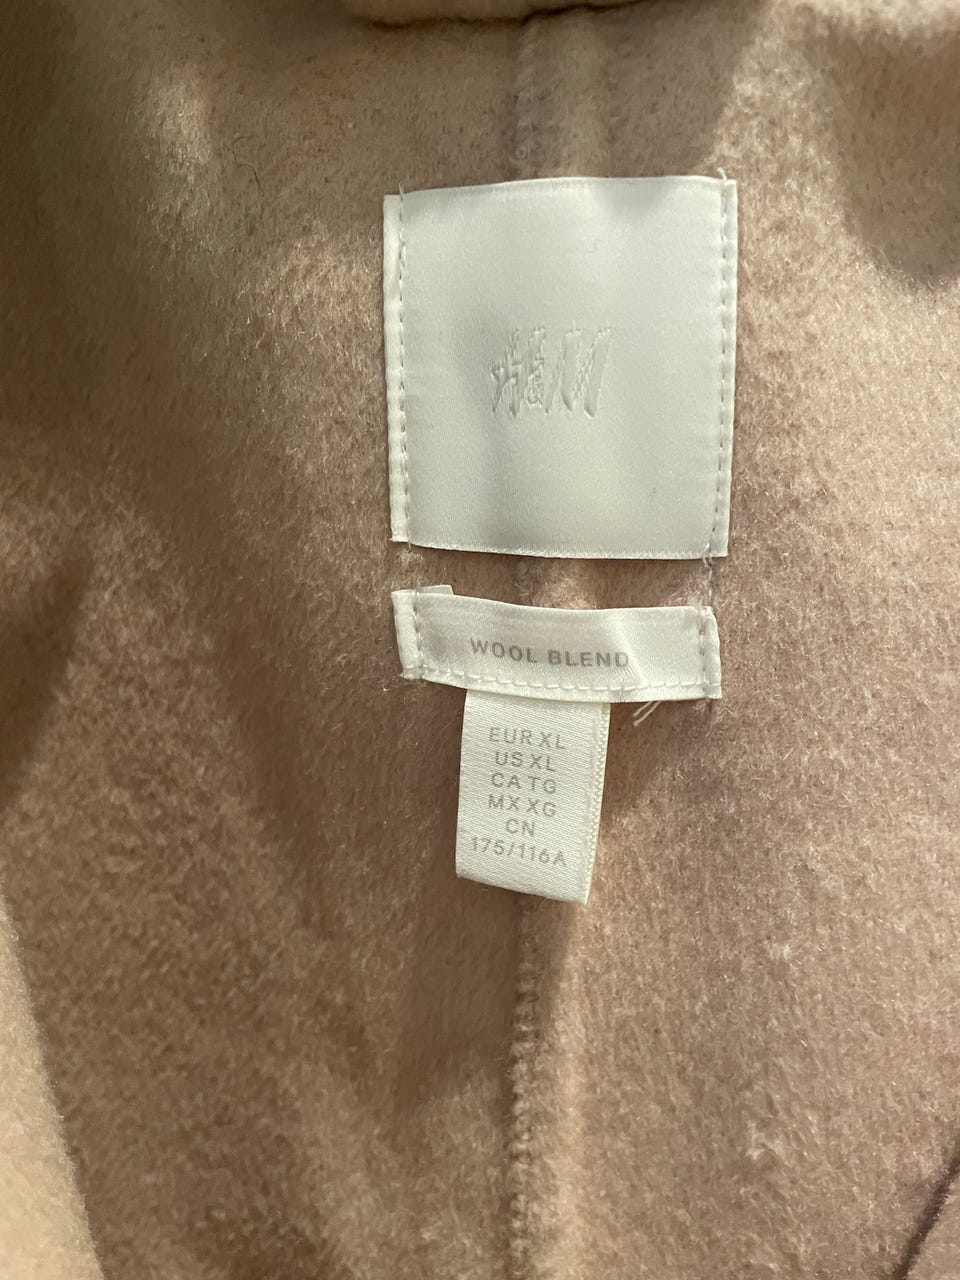 H&M
WOOL BLEND
EUR XL
US XL
CA TG
MX XG
CN
175/116A